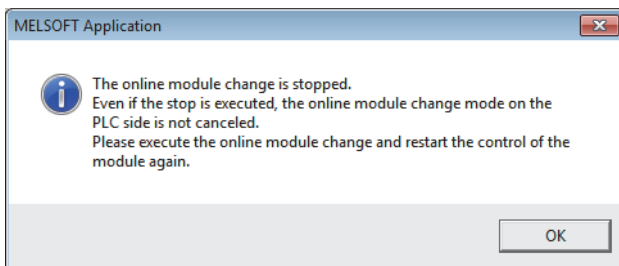 MELSOFT Application
The online module change is stopped.
Even if the stop is executed, the online module change mode on the
PLC side is not canceled.
Please execute the online module change and restart the control of the
module again.
OK